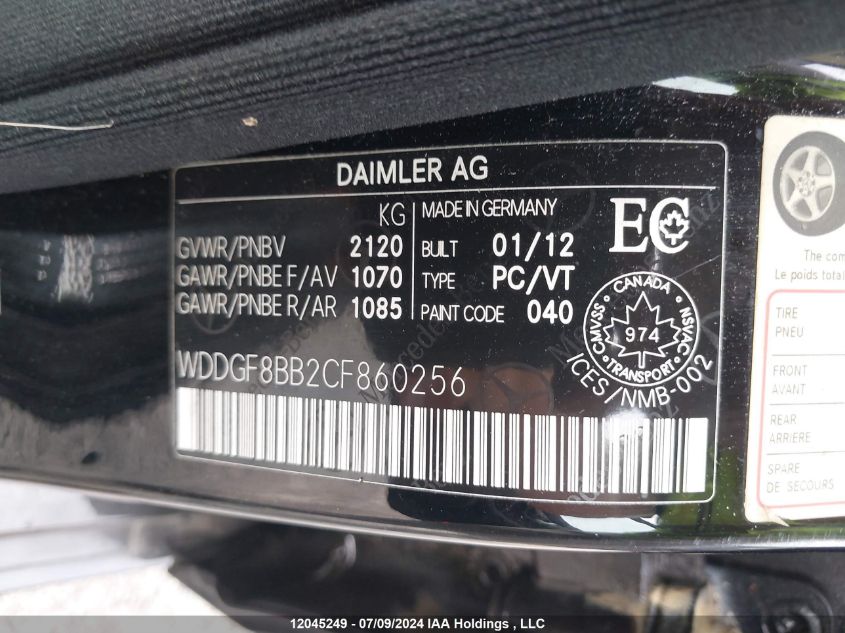 DAIMLER AG
KG
GVWR/PNBV 2120
GAWR/PNBE F/AV 1070
GAWR/PNBE R/AR 1085
MADE IN GERMANY
BUILT 01/12
TYPE PC/VT
PAINT CODE 040
EC
CANADA
CMVSS
NSVAC
974
TRANSPORT
ICES/NMB-002
WDDGF8BB2CF860256
The com
Le poids total
TIRE
PNEU
FRONT
AVANT
REAR
ARRIERE
SPARE
DE SECOURS
12045249 - 07/09/2024 IAA Holdings , LLC